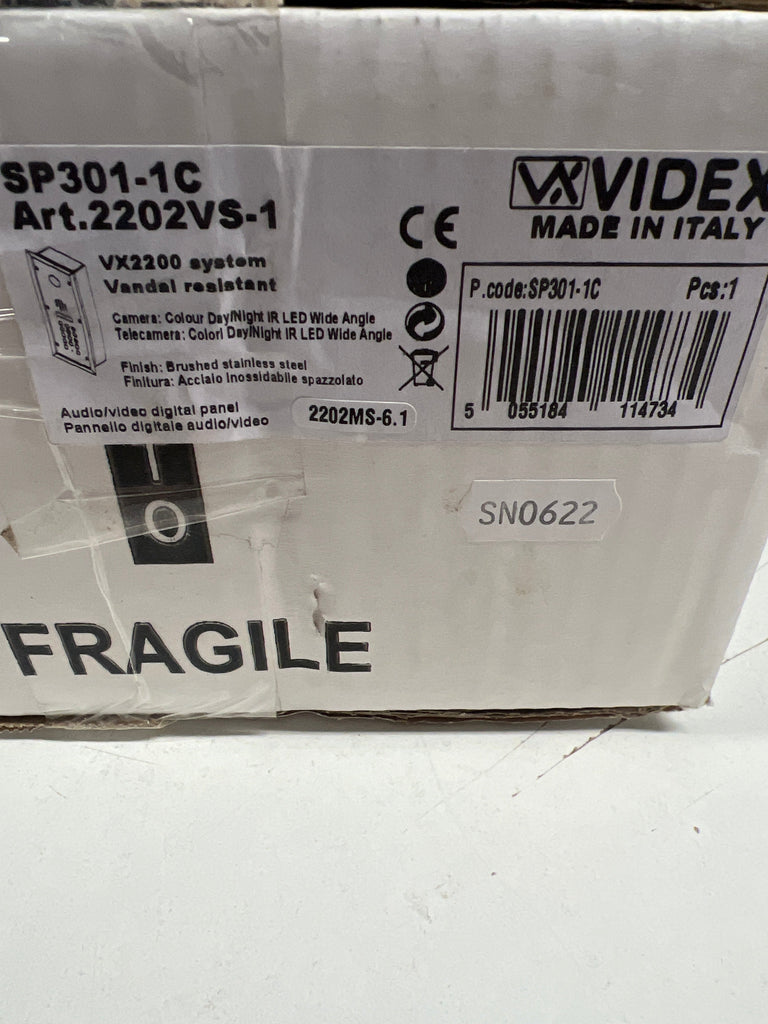 SP301-1C
Art.2202VS-1
VX2200 system
Vandal resistant
Camera: Colour Day/Night IR LED Wide Angle
Telecamera: Colori Day/Night IR LED Wide Angle
Finish: Brushed stainless steel
Finitura: Acciaio inossidabile spazzolato
Audio/video digital panel
Pannello digitale audio/video
2202MS-6.1
CE
VX VIDEX
MADE IN ITALY
P.code:SP301-1C Pcs:1
5 055184 114734
SN0622
FRAGILE